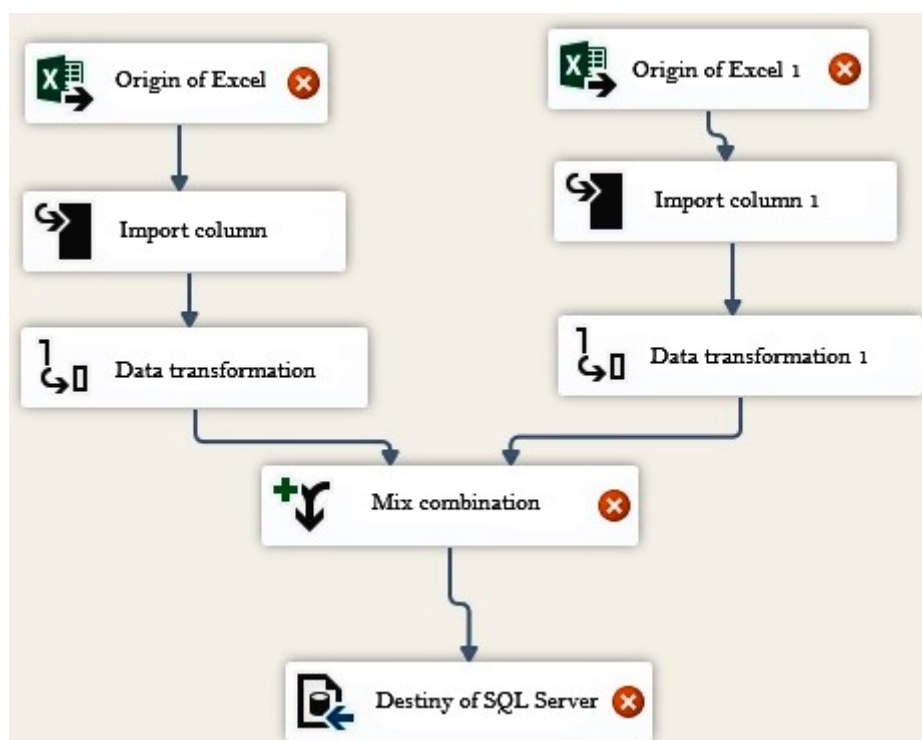 Origin of Excel
Origin of Excel 1
Import column
Import column 1
Data transformation
Data transformation 1
Mix combination
Destiny of SQL Server